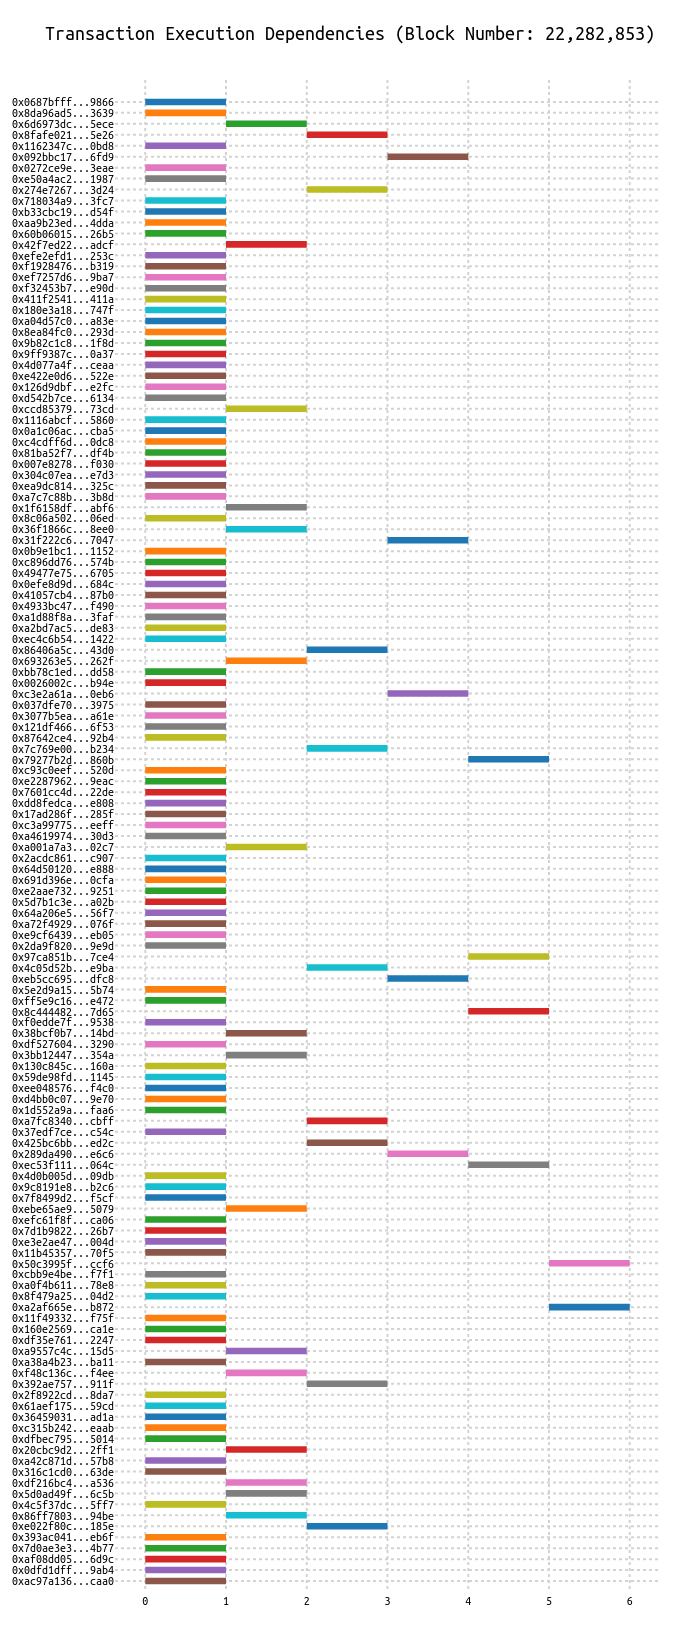 Transaction Execution Dependencies (Block Number: 22,282,853)
0x0687bfff...9866
0x8da96ad5...3639
0x6d6973dc...5ece
0x8fafe021...5e26
0x1162347c...0bd8
0x092bbc17...6fd9
0x0272ce9e...3eae
0xe50a4ac2...1987
0x274e7267...3d24
0x718034a9...3fc7
0xb33cbc19...d54f
0xaa9b23ed...4dda
0x60b06015...26b5
0x42f7ed22...adcf
0xefe2efd1...253c
0xf1928476...b319
0xef7257d6...9ba7
0xf32453b7...e90d
0x411f2541...411a
0x180e3a18...747f
0xa04d57c0...a83e
0x8ea84fc0...293d
0x9b82c1c8...1f8d
0x9ff9387c...0a37
0x4d077a4f...ceaa
0xe422e0d6...522e
0x126d9dbf...e2fc
0xd542b7ce...6134
0xccd85379...73cd
0x1116abcf...5860
0x0a1c06ac...cba5
0xc4cdff6d...0dc8
0x81ba52f7...df4b
0x007e8278...f030
0x304c07ea...e7d3
0xea9dc814...325c
0xa7c7c88b...3b8d
0x1f6158df...abf6
0x8c06a502...06ed
0x36f1866c...8ee0
0x31f222c6...7047
0x0b9e1bc1...1152
0xc896dd76...574b
0x49477e75...6705
0x0efe8d9d...684c
0x41057cb4...87b0
0x4933bc47...f490
0xa1d88f8a...3faf
0xa2bd7ac5...de83
0xec4c6b54...1422
0x86406a5c...43d0
0x693263e5...262f
0xbb78c1ed...dd58
0x0026002c...b94e
0xc3e2a61a...0eb6
0x037dfe70...3975
0x3077b5ea...a61e
0x121df466...6f53
0x87642ce4...92b4
0x7c769e00...b234
0x79277b2d...860b
0xc93c0eef...520d
0xe2287962...9eac
0x7601cc4d...22de
0xdd8fedca...e808
0x17ad286f...285f
0xc3a99775...eeff
0xa4619974...30d3
0xa001a7a3...02c7
0x2acdc861...c907
0x64d50120...e888
0x691d396e...0cfa
0xe2aae732...9251
0x5d7b1c3e...a02b
0x64a206e5...56f7
0xa72f4929...076f
0xe9cf6439...eb05
0x2da9f820...9e9d
0x97ca851b...7ce4
0x4c05d52b...e9ba
0xeb5cc695...dfc8
0x5e2d9a15...5b74
0xff5e9c16...e472
0x8c444482...7d65
0xf0edde7f...9538
0x38bcf0b7...14bd
0xdf527604...3290
0x3bb12447...354a
0x130c845c...160a
0x59de98fd...1145
0xee048576...f4c0
0xd4bb0c07...9e70
0x1d552a9a...faa6
0xa7fc8340...cbff
0x37edf7ce...c54c
0x425bc6bb...ed2c
0x289da490...e6c6
0xec53f111...064c
0x4d0b005d...09db
0x9c8191e8...b2c6
0x7f8499d2...f5cf
0xebe65ae9...5079
0xefc61f8f...ca06
0x7d1b9822...26b7
0xe3e2ae47...004d
0x11b45357...70f5
0x50c3995f...ccf6
0xcbb9e4be...f7f1
0xa0f4b611...78e8
0x8f479a25...04d2
0xa2af665e...b872
0x11f49332...f75f
0x160e2569...ca1e
0xdf35e761...2247
0xa9557c4c...15d5
0xa38a4b23...ba11
0xf48c136c...f4ee
0x392ae757...911f
0x2f8922cd...8da7
0x61aef175...59cd
0x36459031...ad1a
0xc315b242...eaab
0xdfbec795...5014
0x20cbc9d2...2ff1
0xa42c871d...57b8
0x316c1cd0...63de
0xdf216bc4...a536
0x5d0ad49f...6c5b
0x4c5f37dc...5ff7
0x86ff7803...94be
0xe022f80c...185e
0x393ac041...eb6f
0x7d0ae3e3...4b77
0xaf08dd05...6d9c
0x0dfd1dff...9ab4
0xac97a136...caa0
0 1 2 3 4 5 6